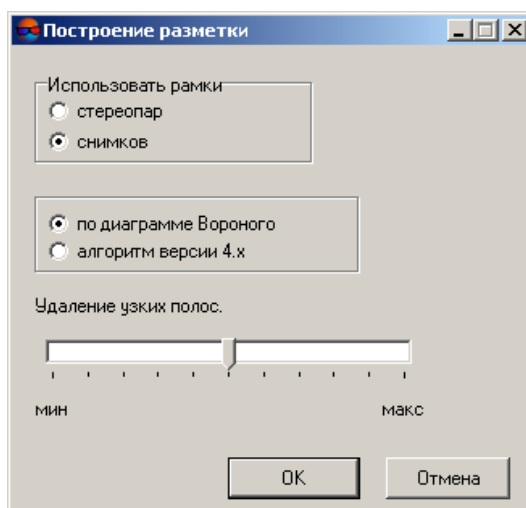 Построение разметки
Использовать рамки
стереопар
снимков
по диаграмме Вороного
алгоритм версии 4.x
Удаление узких полос.
мин макс
OK Отмена